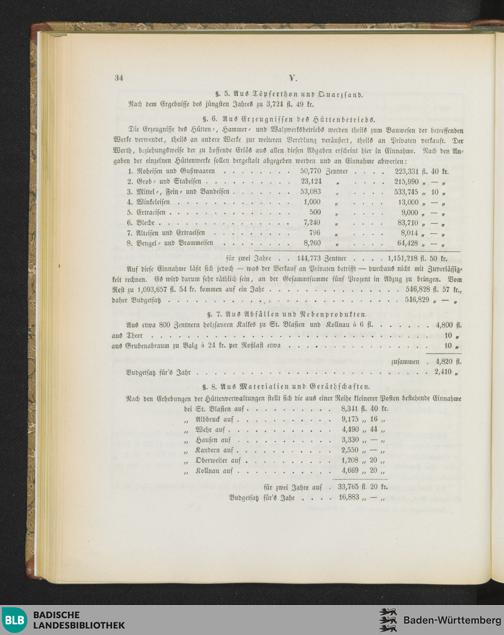 34 V.
§. 5. Aus Töpferthon und Quarzsand.
Nach dem Ergebnisse des jüngsten Jahres zu 3,724 fl. 49 kr.
§. 6. Aus Erzeugnissen des Hüttenbetriebs.
Die Erzeugnisse des Hütten-, Hammer- und Walzwerksbetriebs werden theils zum Bauwesen der betreffenden
Werke verwendet, theils an andere Werke zur weiteren Veredlung veräußert, theils an Privaten verkauft. Der
Werth, beziehungsweise der zu hoffende Erlös aus allen diesen Abgaben erscheint hier in Einnahme. Nach den An-
gaben der einzelnen Hüttenwerke sollen dergestalt abgegeben werden und an Einnahme abwerfen:
1. Roheisen und Gußwaaren . . . . . . . . 50,770 Zentner . . . . 223,331 fl. 40 kr.
2. Grob- und Stabeisen . . . . . . . . . 23,124 „ . . . . 215,990 „ — „
3. Mittel-, Fein- und Bandeisen . . . . . . . 53,083 „ . . . . 533,745 „ 10 „
4. Winkeleisen . . . . . . . . . . . . 1,000 „ . . . . 13,000 „ — „
5. Ertraeisen . . . . . . . . . . . . 500 „ . . . . 9,000 „ — „
6. Bleche . . . . . . . . . . . . . 7,240 „ . . . . 83,710 „ — „
7. Alteisen und Ertraeisen . . . . . . . . . 796 „ . . . . 8,014 „ — „
8. Bengel- und Brammeisen . . . . . . . . 8,260 „ . . . . 64,428 „ — „
für zwei Jahre . 144,773 Zentner . . . . 1,151,218 fl. 50 kr.
Auf diese Einnahme läßt sich jedoch — was der Verkauf an Privaten betrifft — durchaus nicht mit Zuverlässig-
keit rechnen. Es wird darum sehr räthlich sein, an der Gesammtsumme fünf Prozent in Abzug zu bringen. Vom
Rest zu 1,093,657 fl. 54 kr. kommen auf ein Jahr . . . . . . . . . . . . . . 546,828 fl. 57 kr.,
daher Budgetsatz . . . . . . . . . . . . . . . . . . . . . . . . 546,829 „ — „
§. 7. Aus Abfällen und Nebenprodukten.
Aus etwa 800 Zentnern dolzsauren Kalkes zu St. Blasien und Kollnau à 6 fl. . . . . . . . 4,800 fl.
aus Theer . . . . . . . . . . . . . . . . . . . . . . . . . . . 10 „
aus Grubenabraum zu Balg à 24 kr. per Roßlast etwa . . . . . . . . . . . . . 10 „
zusammen . 4,820 fl.
Budgetsatz für's Jahr . . . . . . . . . . . . . . . . . . . . . . 2,410 „
§. 8. Aus Materialien und Geräthschaften.
Nach den Erhebungen der Hüttenverwaltungen stellt sich die aus einer Reihe kleinerer Posten bestehende Einnahme
bei St. Blasien auf . . . . . . . . . 8,341 fl. 40 kr.
„ Albbruck auf . . . . . . . . . . 9,175 „ 16 „
„ Wehr auf . . . . . . . . . . . 4,490 „ 44 „
„ Hausen auf . . . . . . . . . . 3,330 „ — „
„ Kandern auf . . . . . . . . . . 2,550 „ — „
„ Oberweiler auf . . . . . . . . . 1,208 „ 20 „
„ Kollnau auf . . . . . . . . . . 4,669 „ 20 „
für zwei Jahre auf . 33,765 fl. 20 kr.
Budgetsatz für's Jahr . . . . 16,883 „ — „
BLB BADISCHE
LANDESBIBLIOTHEK
Baden-Württemberg